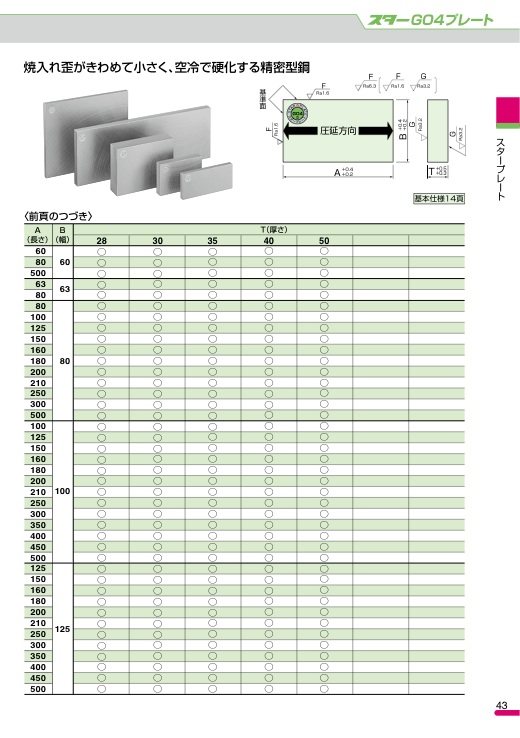 スターG04プレート
焼入れ歪がきわめて小さく、空冷で硬化する精密型鋼
基準面
F
Ra1.6
F
Ra6.3
F
Ra1.6
G
Ra3.2
F
Ra1.6
G04
圧延方向
B +0.4 +0.2
G
Ra3.2
G
Ra3.2
A +0.4 +0.2
T +0.5 +0.3
基本仕様14頁
スタープレート
〈前頁のつづき〉
A（長さ） B（幅） T（厚さ）
28 30 35 40 50
60 ○ ○ ○ ○ ○
80 60 ○ ○ ○ ○ ○
500 ○ ○ ○ ○ ○
63 63 ○ ○ ○ ○ ○
80 ○ ○ ○ ○ ○
80 ○ ○ ○ ○ ○
100 ○ ○ ○ ○ ○
125 ○ ○ ○ ○ ○
150 ○ ○ ○ ○ ○
160 ○ ○ ○ ○ ○
180 80 ○ ○ ○ ○ ○
200 ○ ○ ○ ○ ○
210 ○ ○ ○ ○ ○
250 ○ ○ ○ ○ ○
300 ○ ○ ○ ○ ○
500 ○ ○ ○ ○ ○
100 ○ ○ ○ ○ ○
125 ○ ○ ○ ○ ○
150 ○ ○ ○ ○ ○
160 ○ ○ ○ ○ ○
180 ○ ○ ○ ○ ○
200 ○ ○ ○ ○ ○
210 100 ○ ○ ○ ○ ○
250 ○ ○ ○ ○ ○
300 ○ ○ ○ ○ ○
350 ○ ○ ○ ○ ○
400 ○ ○ ○ ○ ○
450 ○ ○ ○ ○ ○
500 ○ ○ ○ ○ ○
125 ○ ○ ○ ○ ○
150 ○ ○ ○ ○ ○
160 ○ ○ ○ ○ ○
180 ○ ○ ○ ○ ○
200 ○ ○ ○ ○ ○
210 125 ○ ○ ○ ○ ○
250 ○ ○ ○ ○ ○
300 ○ ○ ○ ○ ○
350 ○ ○ ○ ○ ○
400 ○ ○ ○ ○ ○
450 ○ ○ ○ ○ ○
500 ○ ○ ○ ○ ○
43